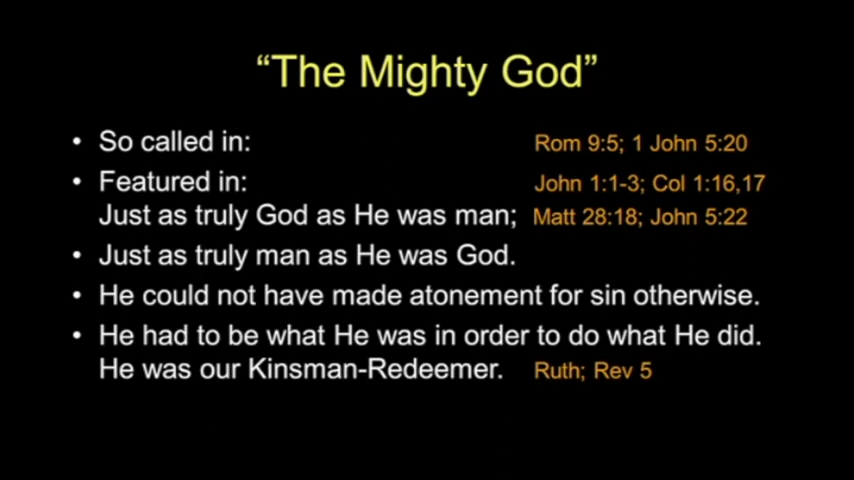 “The Mighty God”
• So called in: Rom 9:5; 1 John 5:20
• Featured in: John 1:1-3; Col 1:16,17
Just as truly God as He was man; Matt 28:18; John 5:22
• Just as truly man as He was God.
• He could not have made atonement for sin otherwise.
• He had to be what He was in order to do what He did.
He was our Kinsman-Redeemer. Ruth; Rev 5